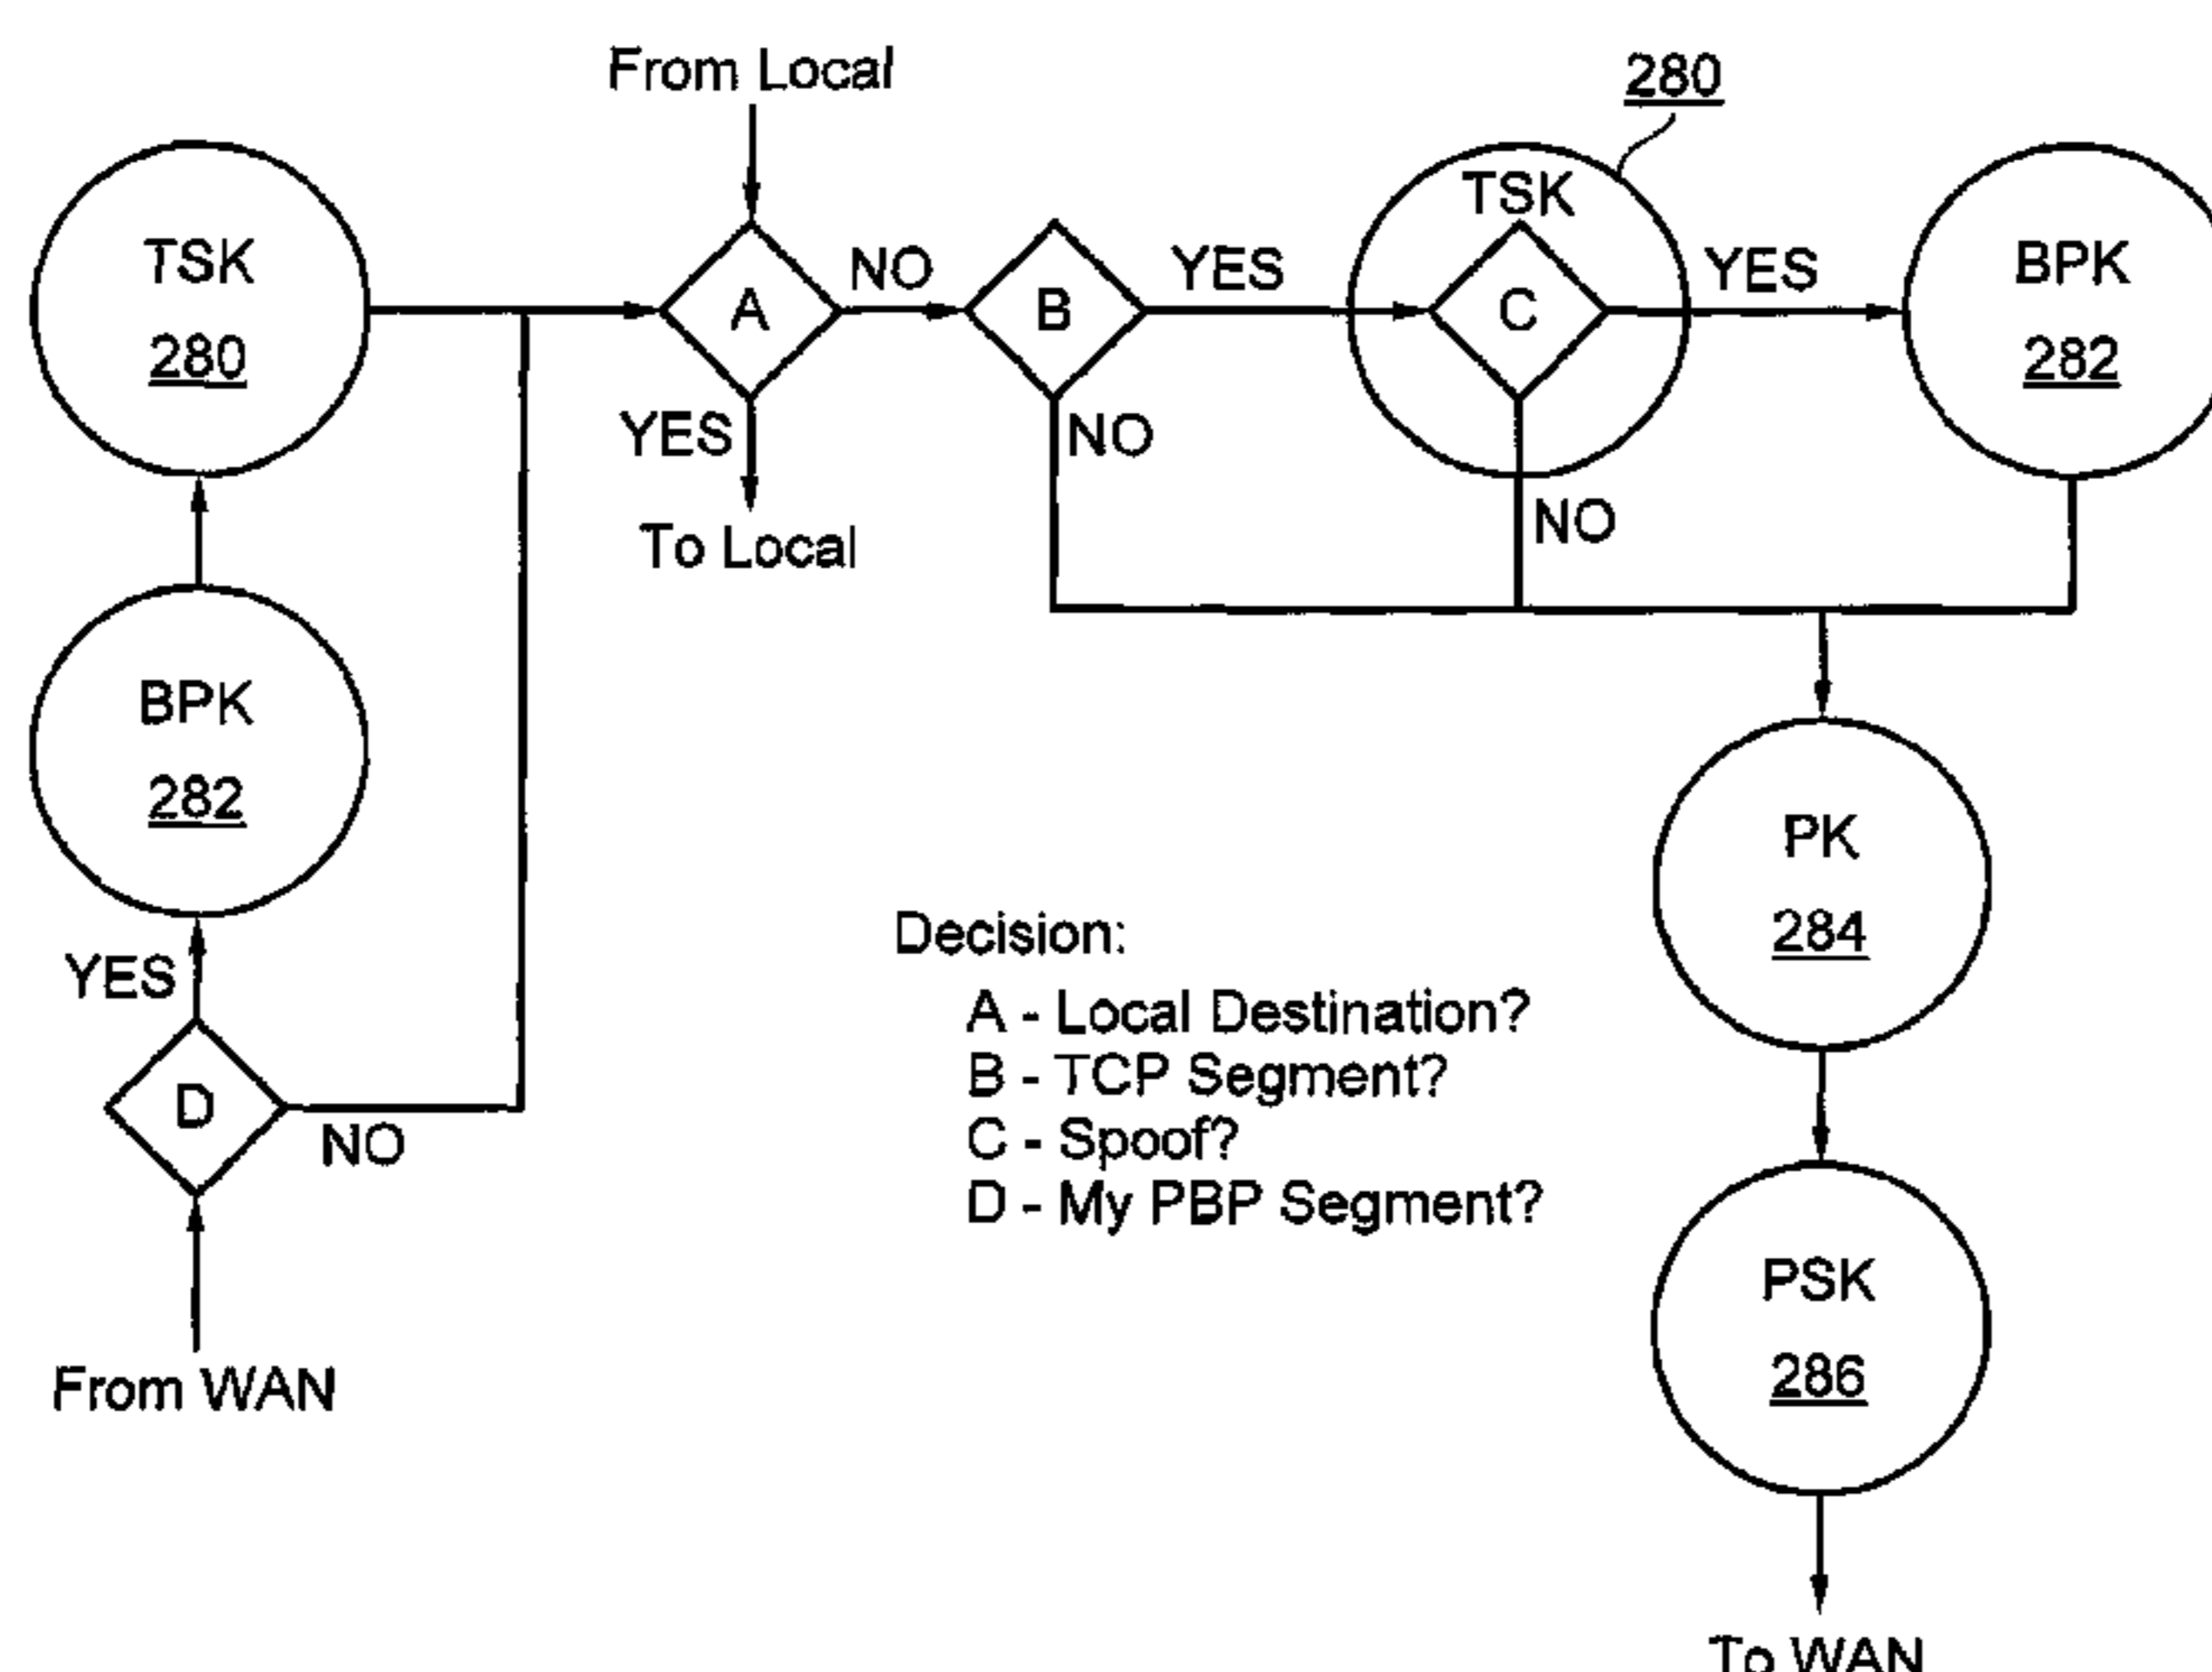 From Local
280
TSK
280
A
NO
B
YES
TSK
C
YES
BPK
282
YES
To Local
NO
NO
BPK
282
PK
284
YES
D
NO
From WAN
Decision:
A - Local Destination?
B - TCP Segment?
C - Spoof?
D - My PBP Segment?
PSK
286
To WAN